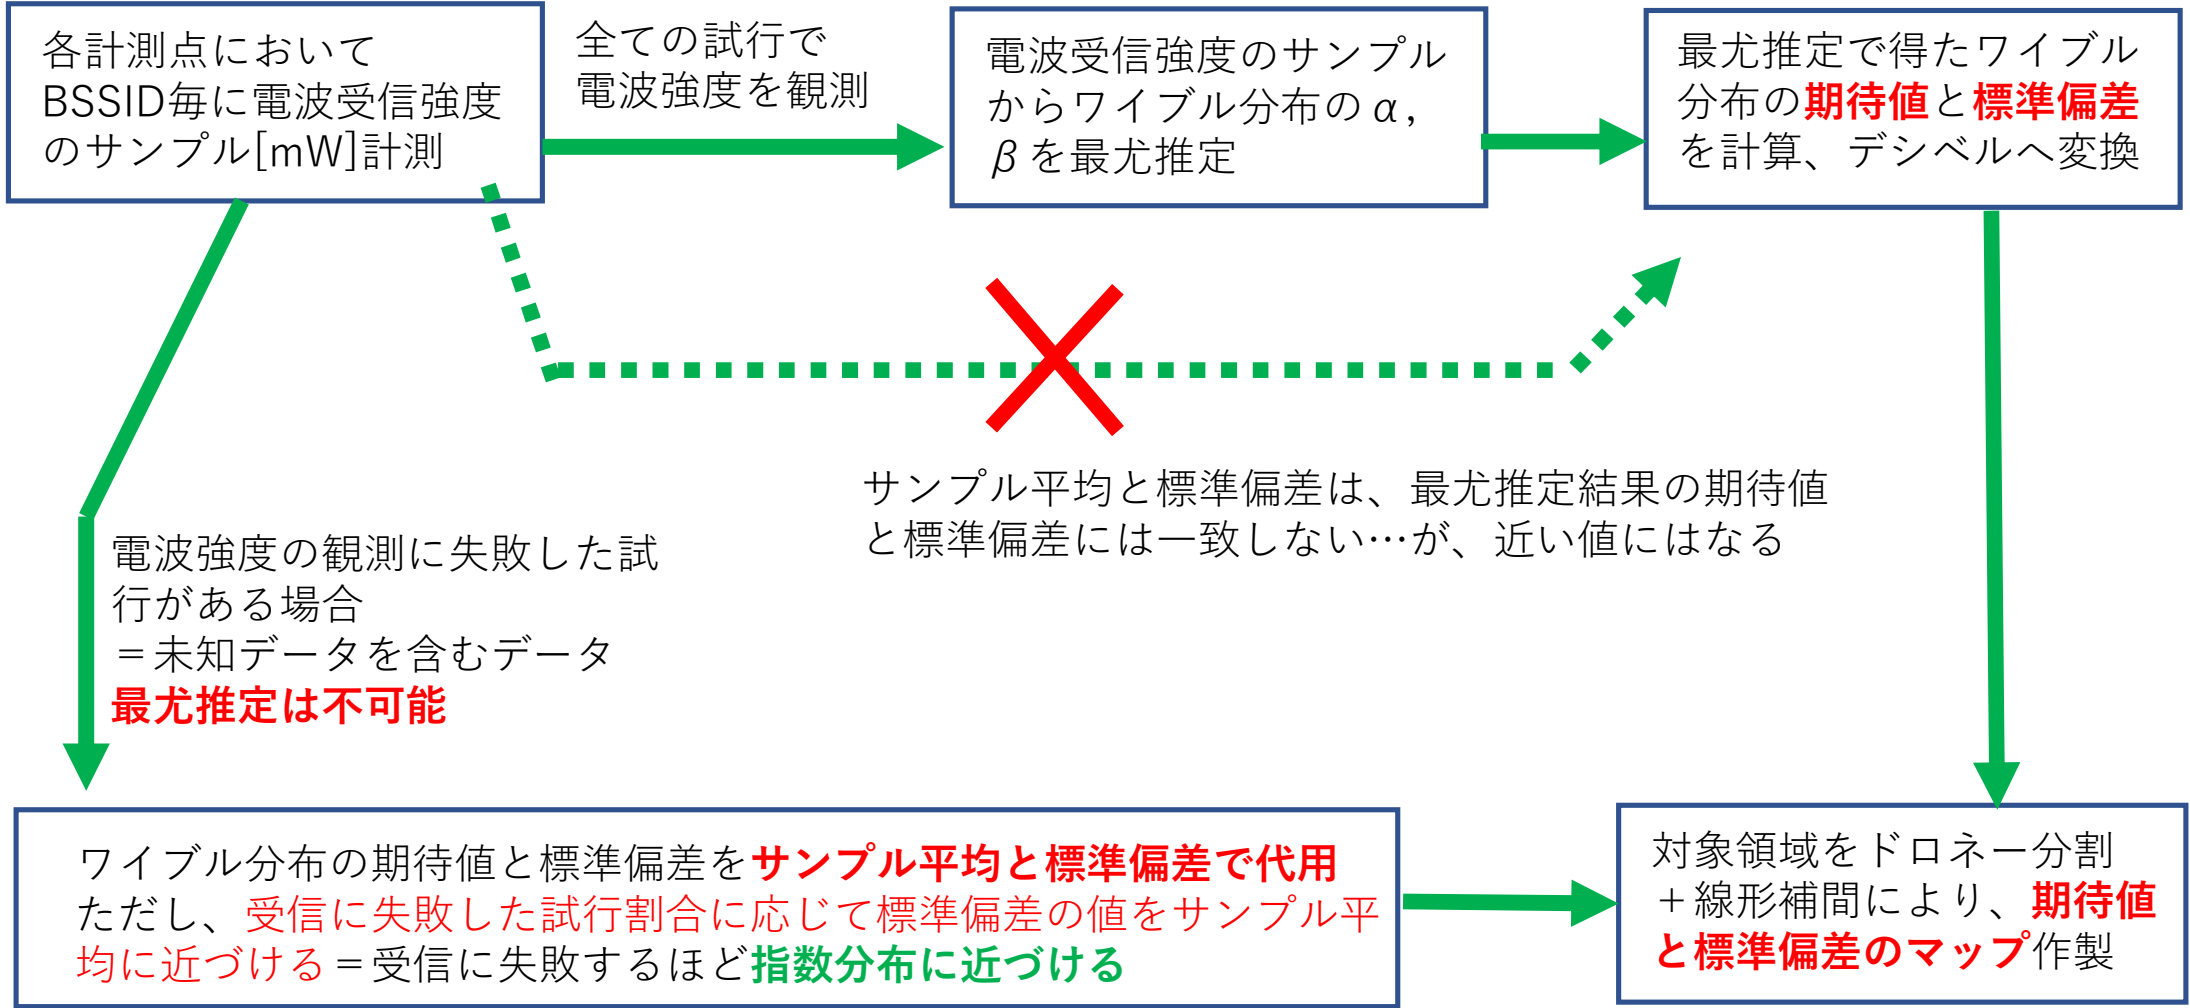 各計測点において
BSSID毎に電波受信強度
のサンプル[mW]計測
全ての試行で
電波強度を観測
電波受信強度のサンプル
からワイブル分布のα，
βを最尤推定
最尤推定で得たワイブル
分布の期待値と標準偏差
を計算、デシベルへ変換
サンプル平均と標準偏差は、最尤推定結果の期待値
と標準偏差には一致しない…が、近い値にはなる
電波強度の観測に失敗した試
行がある場合
＝未知データを含むデータ
最尤推定は不可能
ワイブル分布の期待値と標準偏差をサンプル平均と標準偏差で代用
ただし、受信に失敗した試行割合に応じて標準偏差の値をサンプル平
均に近づける＝受信に失敗するほど指数分布に近づける
対象領域をドロネー分割
＋線形補間により、期待値
と標準偏差のマップ作製